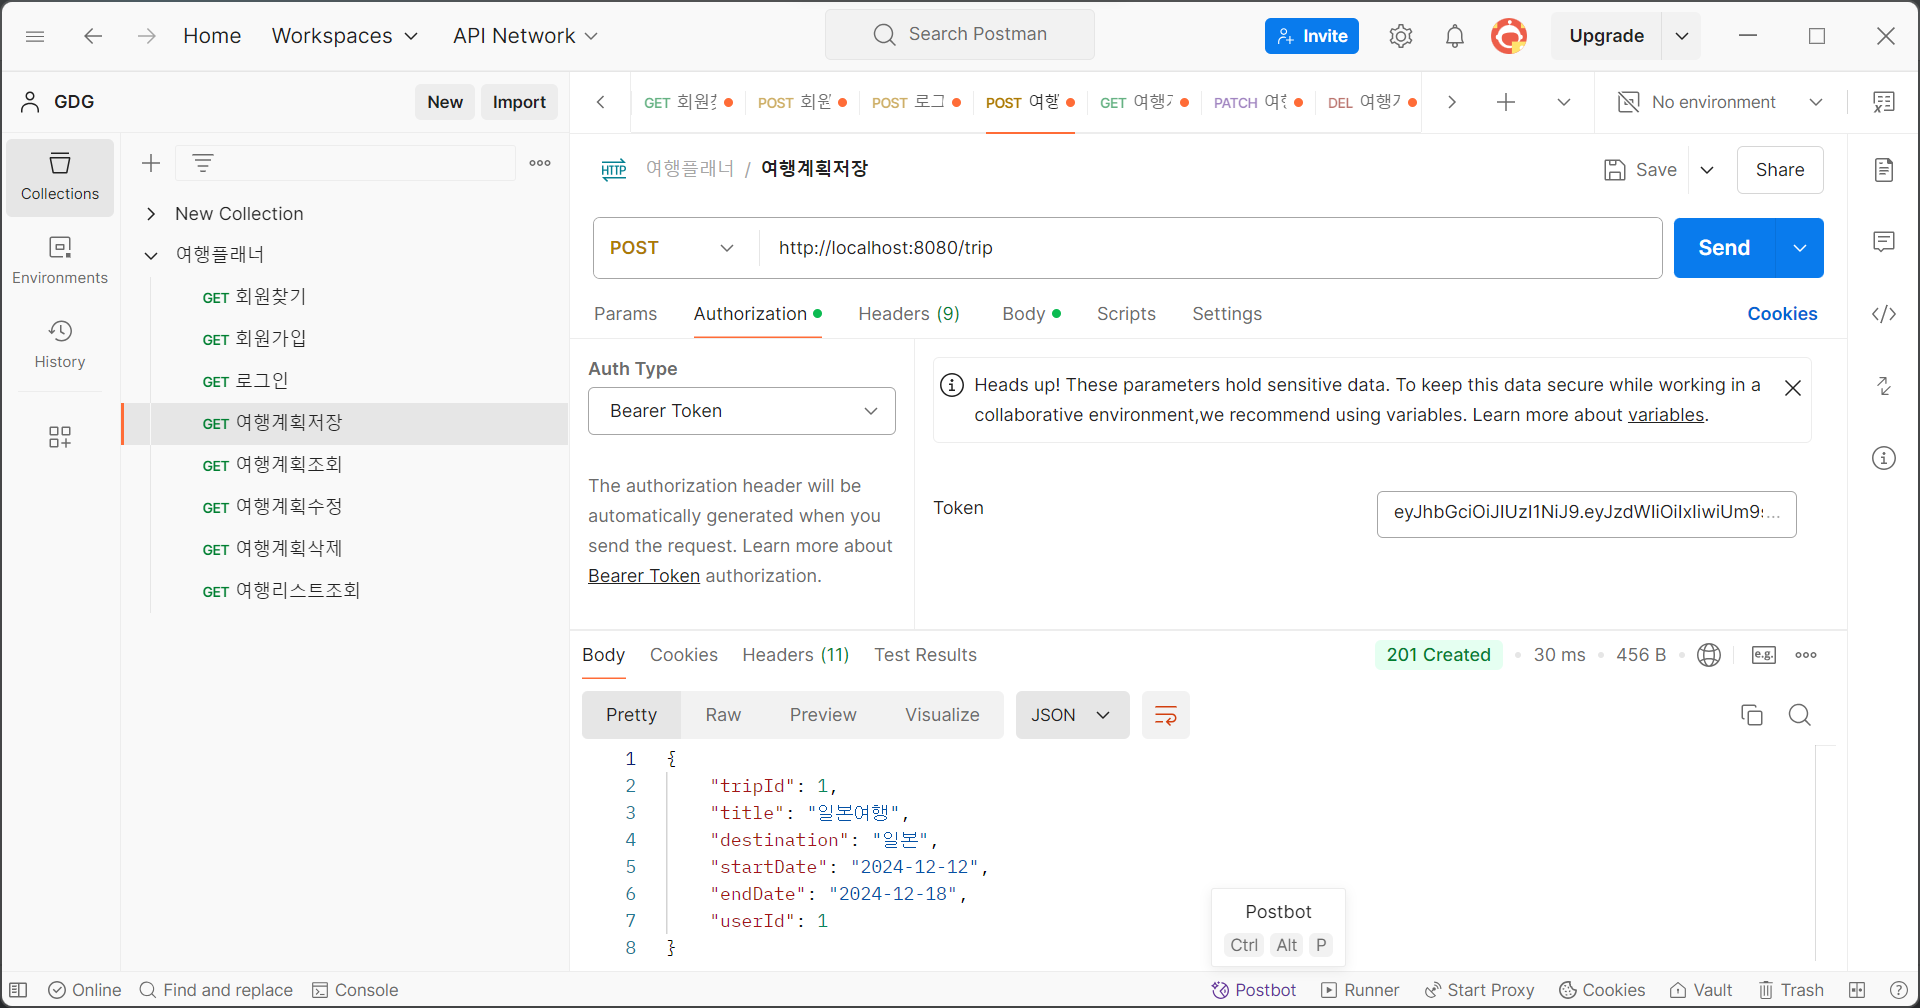 Home Workspaces API Network Search Postman Invite Upgrade
GDG New Import
GET 회원찾 POST 회원 POST 로그 POST 여행 GET 여행 PATCH 여행 DEL 여행 No environment
Collections
Environments
History
New Collection
여행플래너
GET 회원찾기
GET 회원가입
GET 로그인
GET 여행계획저장
GET 여행계획조회
GET 여행계획수정
GET 여행계획삭제
GET 여행리스트조회
HTTP 여행플래너 / 여행계획저장 Save Share
POST http://localhost:8080/trip Send
Params Authorization Headers (9) Body Scripts Settings Cookies
Auth Type
Bearer Token
The authorization header will be
automatically generated when you
send the request. Learn more about
Bearer Token authorization.
Heads up! These parameters hold sensitive data. To keep this data secure while working in a
collaborative environment,we recommend using variables. Learn more about variables.
Token
Body Cookies Headers (11) Test Results 201 Created 30 ms 456 B e.g.
Pretty Raw Preview Visualize JSON
1 {
2 "tripId": 1,
3 "title": "일본여행",
4 "destination": "일본",
5 "startDate": "2024-12-12",
6 "endDate": "2024-12-18",
7 "userId": 1
8 }
Postbot
Ctrl Alt P
Online Find and replace Console Postbot Runner Start Proxy Cookies Vault Trash